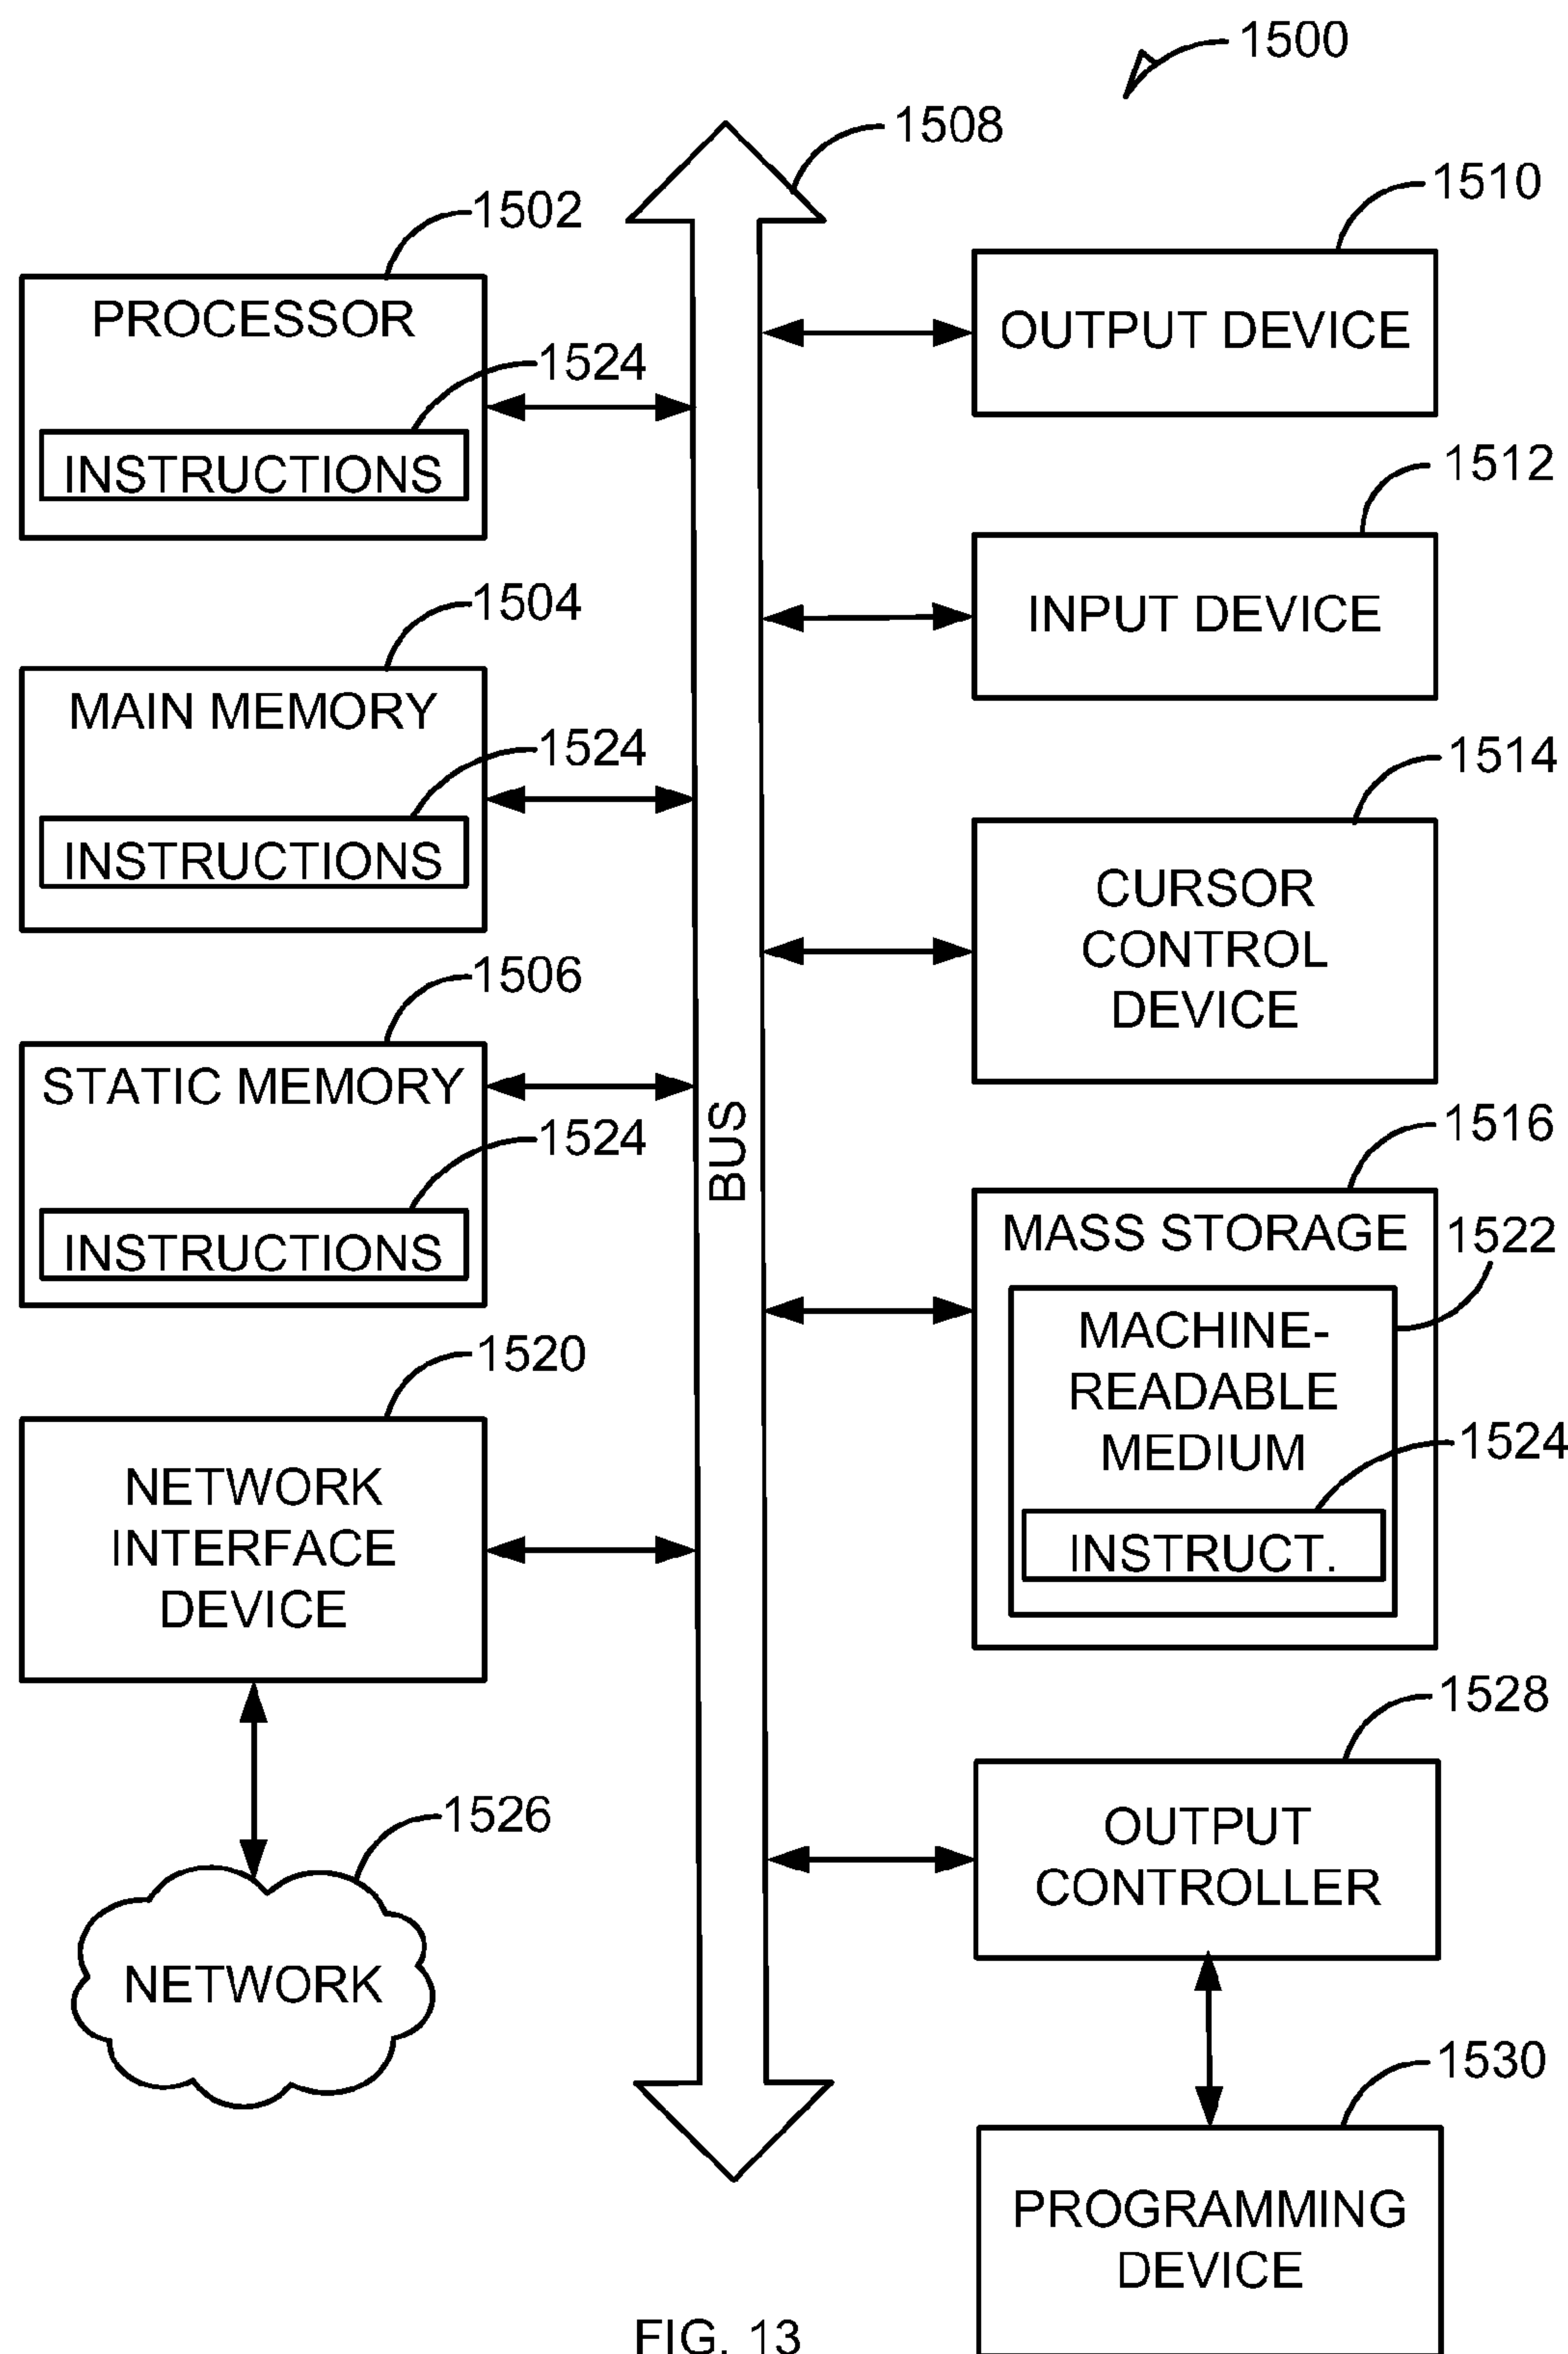 1500
1508
1502
PROCESSOR
1524
INSTRUCTIONS
1504
MAIN MEMORY
1524
INSTRUCTIONS
1506
STATIC MEMORY
1524
INSTRUCTIONS
1520
NETWORK
INTERFACE
DEVICE
1526
NETWORK
BUS
1510
OUTPUT DEVICE
1512
INPUT DEVICE
1514
CURSOR
CONTROL
DEVICE
1516
MASS STORAGE
1522
MACHINE-
READABLE
MEDIUM
1524
INSTRUCT.
1528
OUTPUT
CONTROLLER
1530
PROGRAMMING
DEVICE
FIG. 13